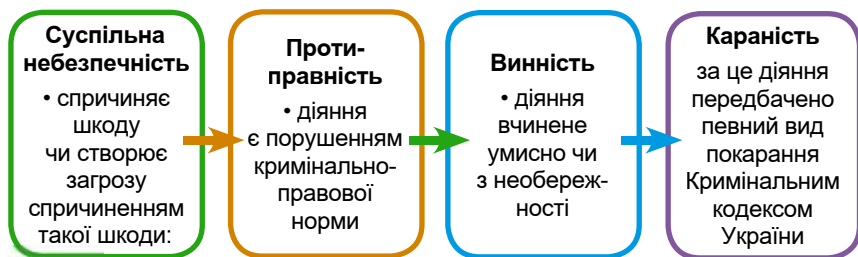 Суспільна
небезпечність
• спричиняє
шкоду
чи створює
загрозу
спричиненням
такої шкоди:
Проти-
правність
• діяння
є порушенням
кримінально-
правової
норми
Винність
• діяння
вчинене
умисно чи
з необереж-
ності
Караність
за це діяння
передбачено
певний вид
покарання
Кримінальним
кодексом
України